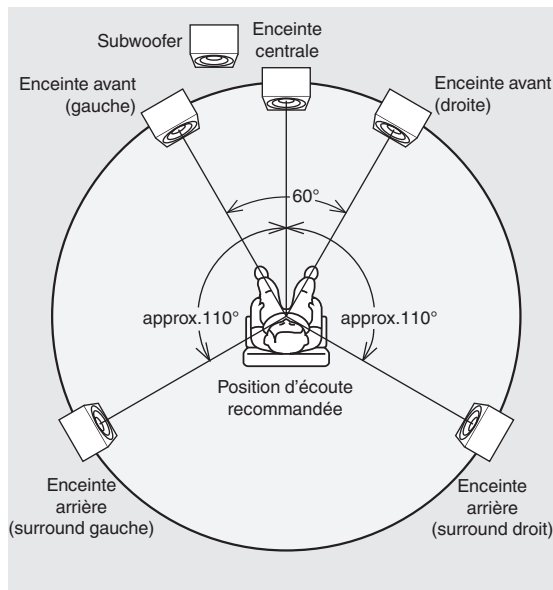 Subwoofer
Enceinte
centrale
Enceinte avant
(gauche)
Enceinte avant
(droite)
60°
approx.110°
approx.110°
Position d'écoute
recommandée
Enceinte
arrière
(surround gauche)
Enceinte
arrière
(surround droit)